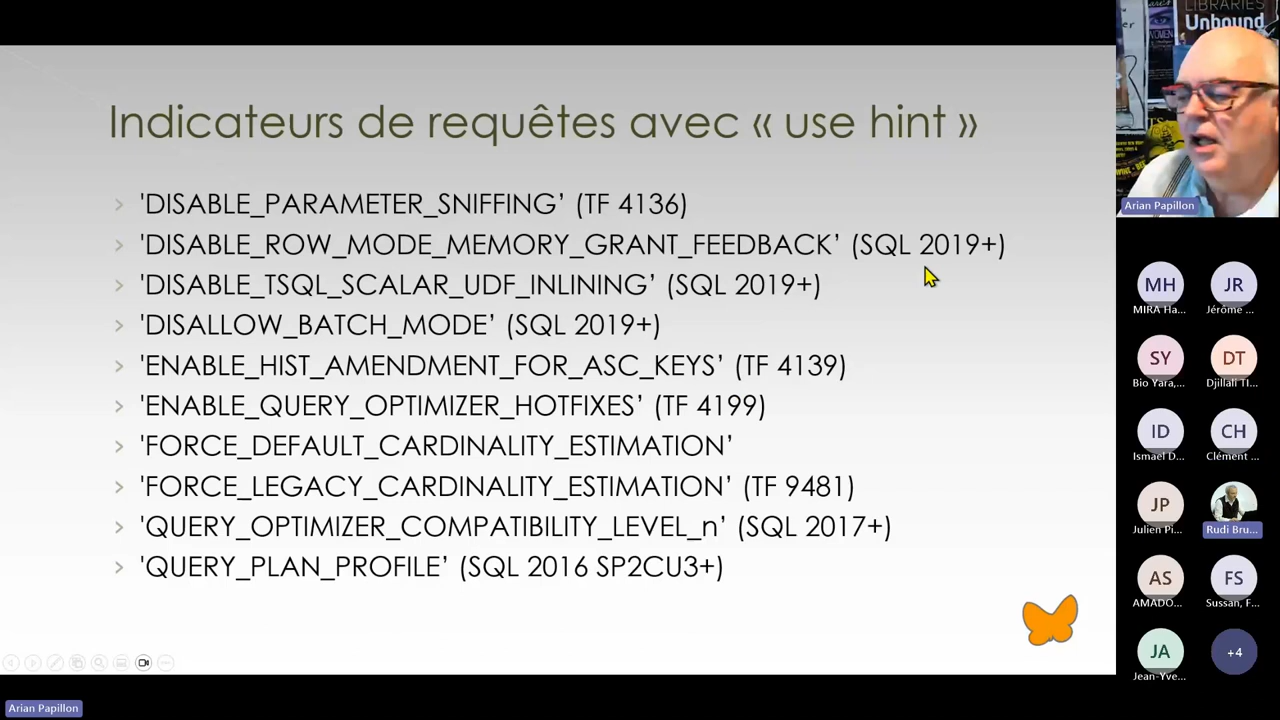 LIBRARIES
Unbound
Arian Papillon
Indicateurs de requêtes avec « use hint »
'DISABLE_PARAMETER_SNIFFING’ (TF 4136)
'DISABLE_ROW_MODE_MEMORY_GRANT_FEEDBACK’ (SQL 2019+)
'DISABLE_TSQL_SCALAR_UDF_INLINING’ (SQL 2019+)
'DISALLOW_BATCH_MODE’ (SQL 2019+)
'ENABLE_HIST_AMENDMENT_FOR_ASC_KEYS’ (TF 4139)
'ENABLE_QUERY_OPTIMIZER_HOTFIXES’ (TF 4199)
'FORCE_DEFAULT_CARDINALITY_ESTIMATION’
'FORCE_LEGACY_CARDINALITY_ESTIMATION’ (TF 9481)
'QUERY_OPTIMIZER_COMPATIBILITY_LEVEL_n’ (SQL 2017+)
'QUERY_PLAN_PROFILE’ (SQL 2016 SP2CU3+)
MH JR
MIRA Ha... Jérôme ...
SY DT
Bio Yara,... Djillali TI...
ID CH
Ismael D... Clément ...
JP
Julien Pi... Rudi Bru...
AS FS
AMADO... Sussan, F...
JA +4
Jean-Yve...
Arian Papillon